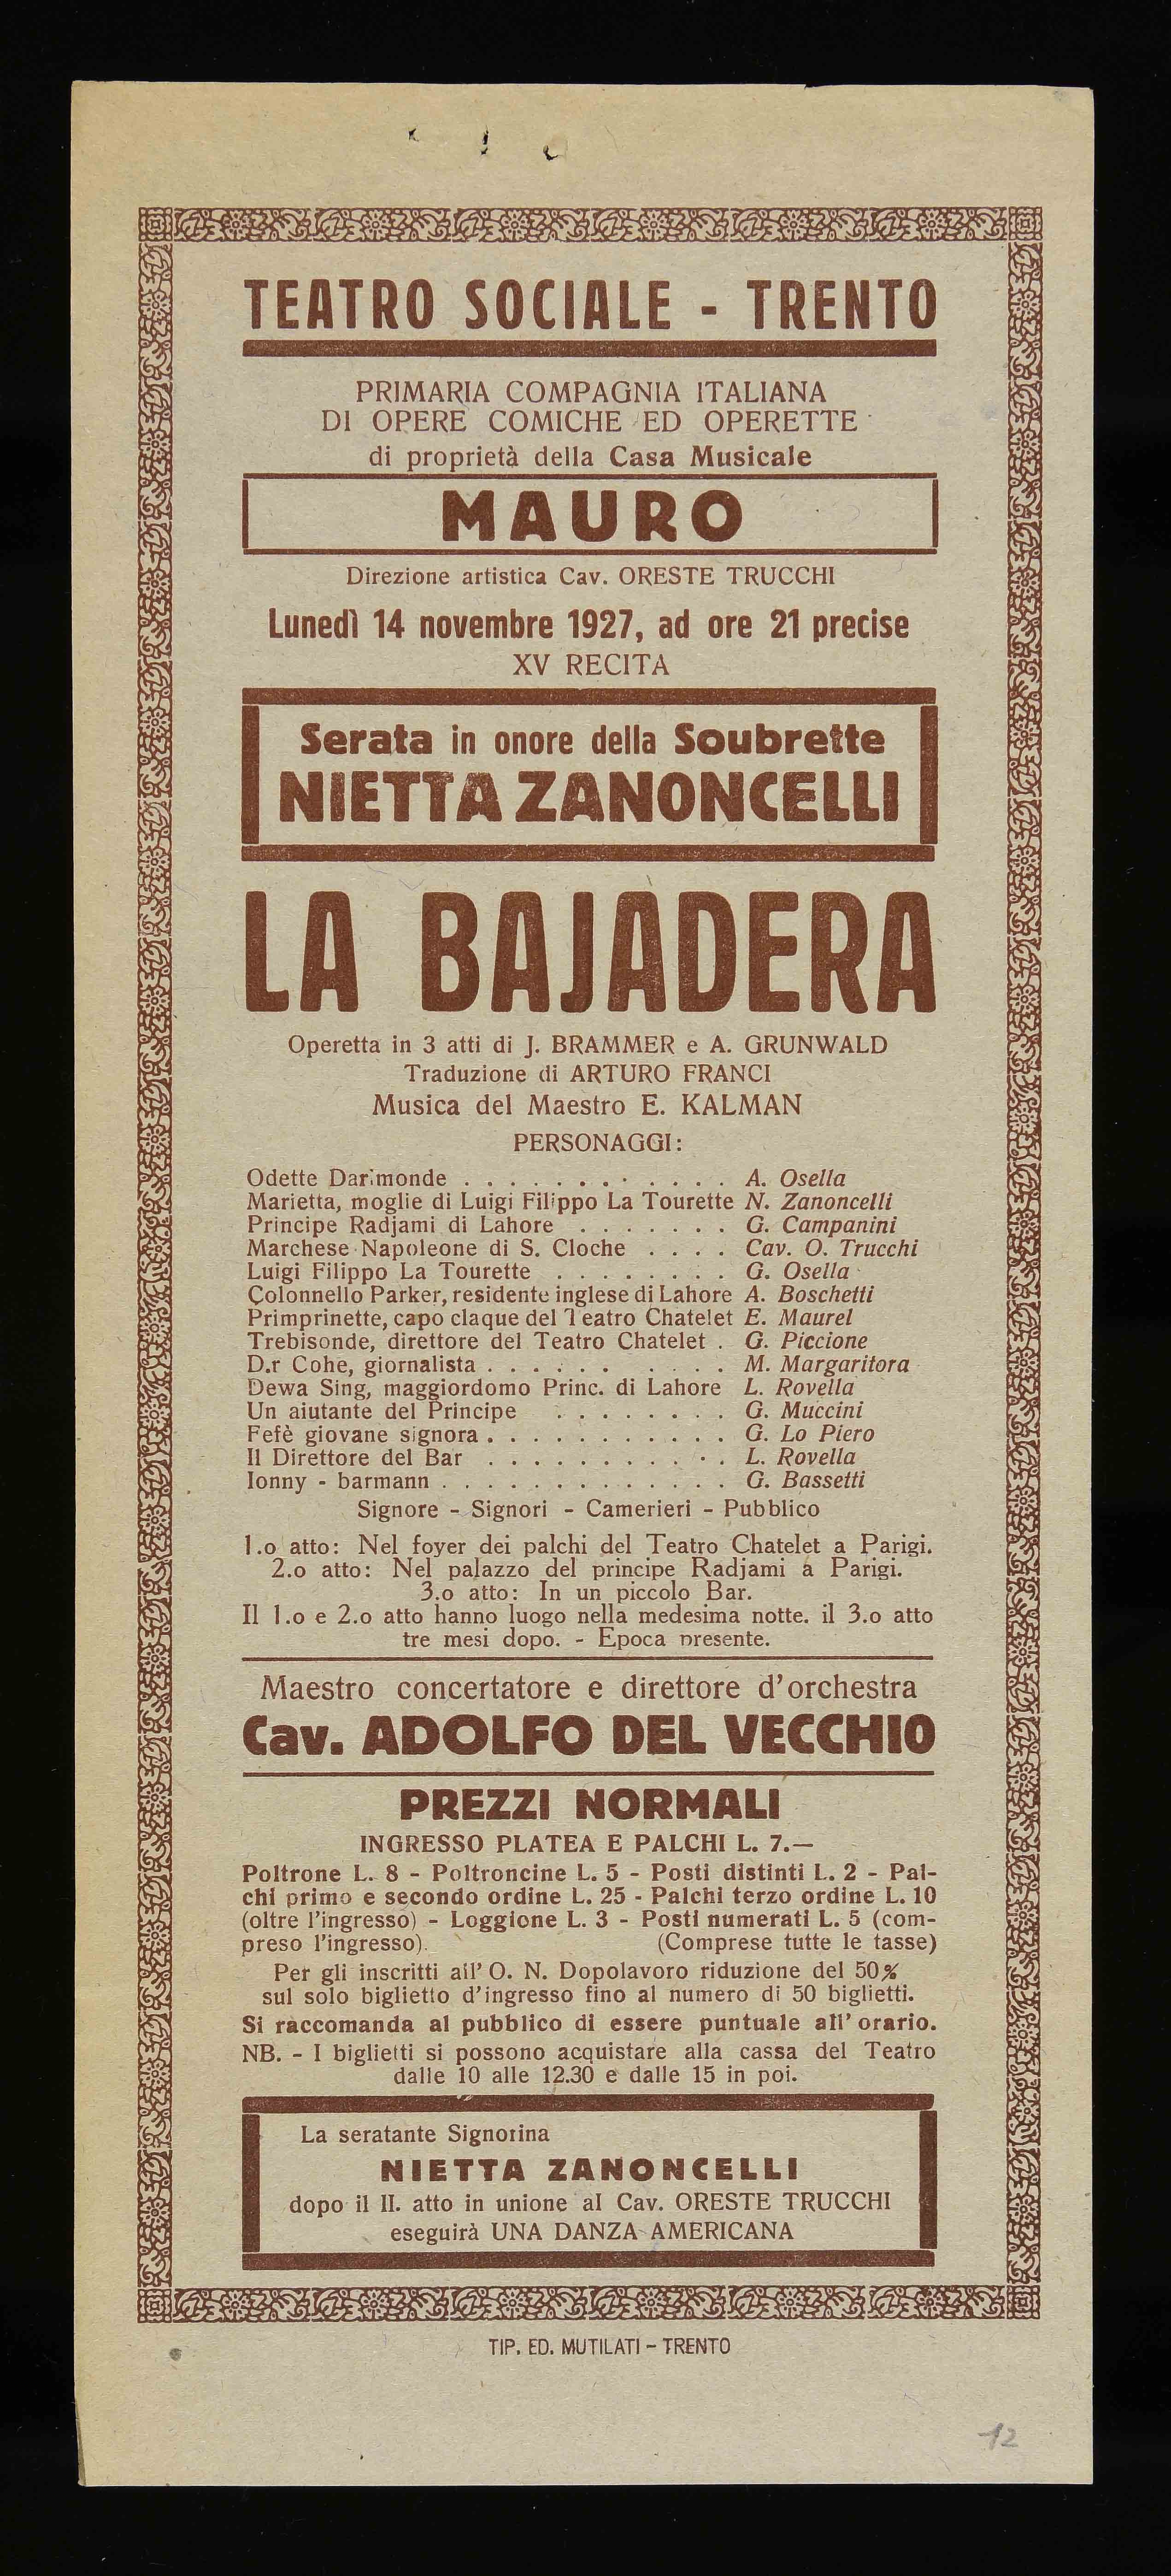 TEATRO SOCIALE - TRENTO
PRIMARIA COMPAGNIA ITALIANA
DI OPERE COMICHE ED OPERETTE
di proprietà della Casa Musicale
MAURO
Direzione artistica Cav. ORESTE TRUCCHI
Lunedì 14 novembre 1927, ad ore 21 precise
XV RECITA
Serata in onore della Soubrette
NIETTA ZANONCELLI
LA BAJADERA
Operetta in 3 atti di J. BRAMMER e A. GRUNWALD
Traduzione di ARTURO FRANCI
Musica del Maestro E. KALMAN
PERSONAGGI:
Odette Darimonde . . . . . . . . . . . . A. Osella
Marietta, moglie di Luigi Filippo La Tourette N. Zanoncelli
Principe Radjami di Lahore . . . . . . . G. Campanini
Marchese Napoleone di S. Cloche . . . . Cav. O. Trucchi
Luigi Filippo La Tourette . . . . . . . . G. Osella
Colonnello Parker, residente inglese di Lahore A. Boschetti
Primprinette, capo claque del Teatro Chatelet E. Maurel
Trebisonde, direttore del Teatro Chatelet . G. Piccione
D.r Cohe, giornalista . . . . . . . . . . M. Margaritora
Dewa Sing, maggiordomo Princ. di Lahore L. Rovella
Un aiutante del Principe . . . . . . . . G. Muccini
Fefè giovane signora . . . . . . . . . . . G. Lo Piero
Il Direttore del Bar . . . . . . . . . . . L. Rovella
Ionny - barmann . . . . . . . . . . . . . G. Bassetti
Signore - Signori - Camerieri - Pubblico
1.o atto: Nel foyer dei palchi del Teatro Chatelet a Parigi.
2.o atto: Nel palazzo del principe Radjami a Parigi.
3.o atto: In un piccolo Bar.
Il 1.o e 2.o atto hanno luogo nella medesima notte. il 3.o atto
tre mesi dopo. - Epoca presente.
Maestro concertatore e direttore d'orchestra
Cav. ADOLFO DEL VECCHIO
PREZZI NORMALI
INGRESSO PLATEA E PALCHI L. 7.—
Poltrone L. 8 - Poltroncine L. 5 - Posti distinti L. 2 - Pal-
chi primo e secondo ordine L. 25 - Palchi terzo ordine L. 10
(oltre l'ingresso) - Loggione L. 3 - Posti numerati L. 5 (com-
preso l'ingresso). (Comprese tutte le tasse)
Per gli inscritti all' O. N. Dopolavoro riduzione del 50%
sul solo biglietto d'ingresso fino al numero di 50 biglietti.
Si raccomanda al pubblico di essere puntuale all' orario.
NB. - I biglietti si possono acquistare alla cassa del Teatro
dalle 10 alle 12.30 e dalle 15 in poi.
La seratante Signorina
NIETTA ZANONCELLI
dopo il II. atto in unione al Cav. ORESTE TRUCCHI
eseguirà UNA DANZA AMERICANA
TIP. ED. MUTILATI - TRENTO
12